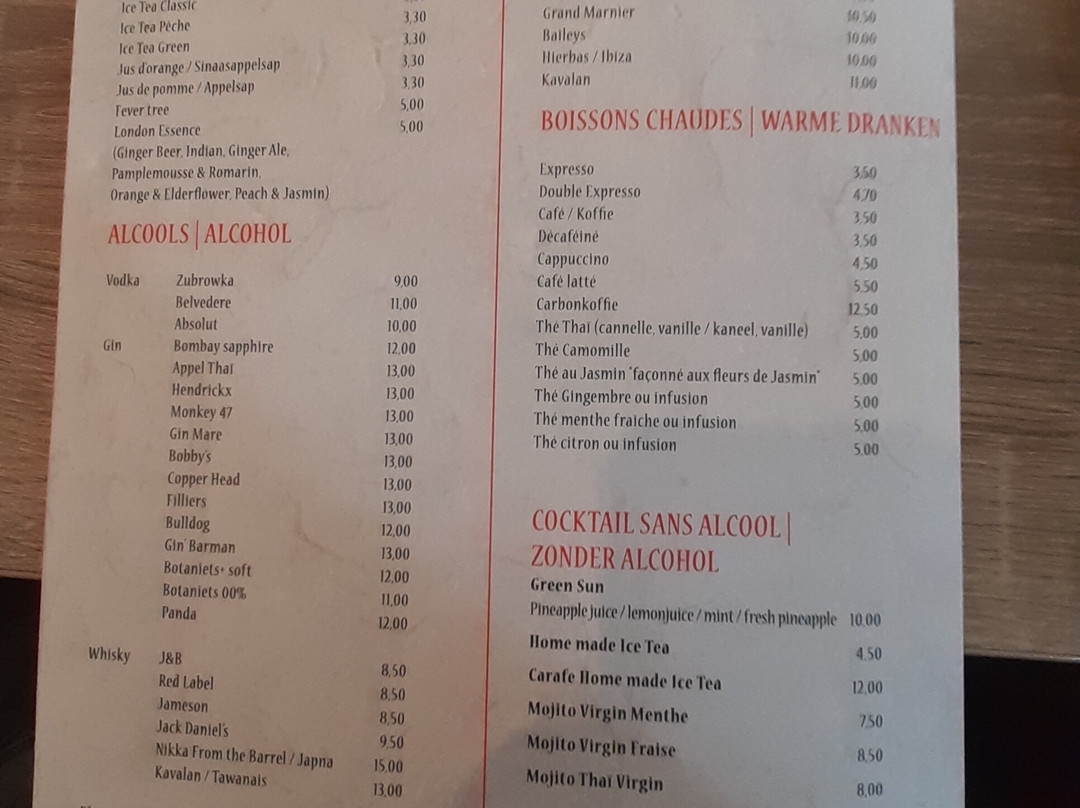 Ice Tea Classic
Ice Tea Pêche 3,30
Ice Tea Green 3,30
Jus d'orange / Sinaasappelsap 3,30
Jus de pomme / Appelsap 3,30
Fever tree 5,00
London Essence 5,00
(Ginger Beer, Indian, Ginger Ale,
Pamplemousse & Romarin,
Orange & Elderflower, Peach & Jasmin)
ALCOOLS | ALCOHOL
Vodka Zubrowka 9,00
Belvedere 11,00
Absolut 10,00
Gin Bombay sapphire 12,00
Appel Thaï 13,00
Hendrickx 13,00
Monkey 47 13,00
Gin Mare 13,00
Bobby's 13,00
Copper Head 13,00
Filliers 13,00
Bulldog 12,00
Gin' Barman 13,00
Botaniets+ soft 12,00
Botaniets 00% 11,00
Panda 12,00
Whisky J&B 8,50
Red Label 8,50
Jameson 8,50
Jack Daniel's 9,50
Nikka From the Barrel / Japna 15,00
Kavalan / Tawanais 13,00
Grand Marnier 10,50
Baileys 10,00
Hierbas / Ibiza 10,00
Kavalan 11,00
BOISSONS CHAUDES | WARME DRANKEN
Expresso 3,50
Double Expresso 4,70
Café / Koffie 3,50
Décaféiné 3,50
Cappuccino 4,50
Café latté 5,50
Carbonkoffie 12,50
Thé Thaï (cannelle, vanille / kaneel, vanille) 5,00
Thé Camomille 5,00
Thé au Jasmin "façonné aux fleurs de Jasmin" 5,00
Thé Gingembre ou infusion 5,00
Thé menthe fraîche ou infusion 5,00
Thé citron ou infusion 5,00
COCKTAIL SANS ALCOOL |
ZONDER ALCOHOL
Green Sun
Pineapple juice / lemonjuice / mint / fresh pineapple 10,00
Home made Ice Tea 4,50
Carafe Home made Ice Tea 12,00
Mojito Virgin Menthe 7,50
Mojito Virgin Fraise 8,50
Mojito Thaï Virgin 8,00